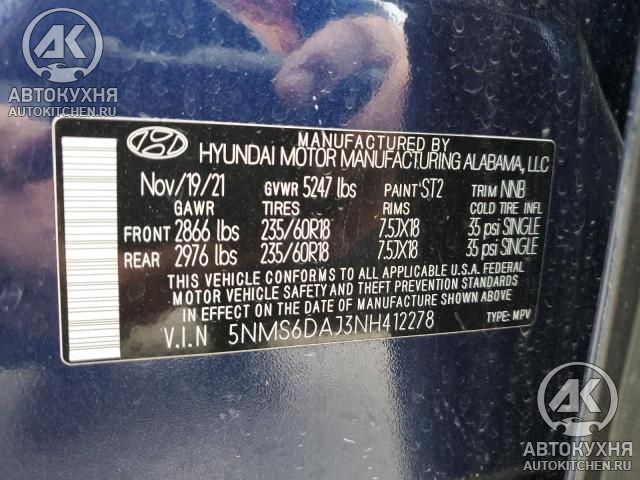 АК
АВТОКУХНЯ
AUTOKITCHEN.RU
MANUFACTURED BY
HYUNDAI MOTOR MANUFACTURING ALABAMA, LLC
Nov/19/21 GVWR 5247 lbs PAINT ST2 TRIM NNB
GAWR TIRES RIMS COLD TIRE INFL
FRONT 2866 lbs 235/60R18 7.5JX18 35 psi SINGLE
REAR 2976 lbs 235/60R18 7.5JX18 35 psi SINGLE
THIS VEHICLE CONFORMS TO ALL APPLICABLE U.S.A. FEDERAL
MOTOR VEHICLE SAFETY AND THEFT PREVENTION STANDARDS
IN EFFECT ON THE DATE OF MANUFACTURE SHOWN ABOVE
V.I.N 5NMS6DAJ3NH412278 TYPE: MPV
АК
АВТОКУХНЯ
AUTOKITCHEN.RU